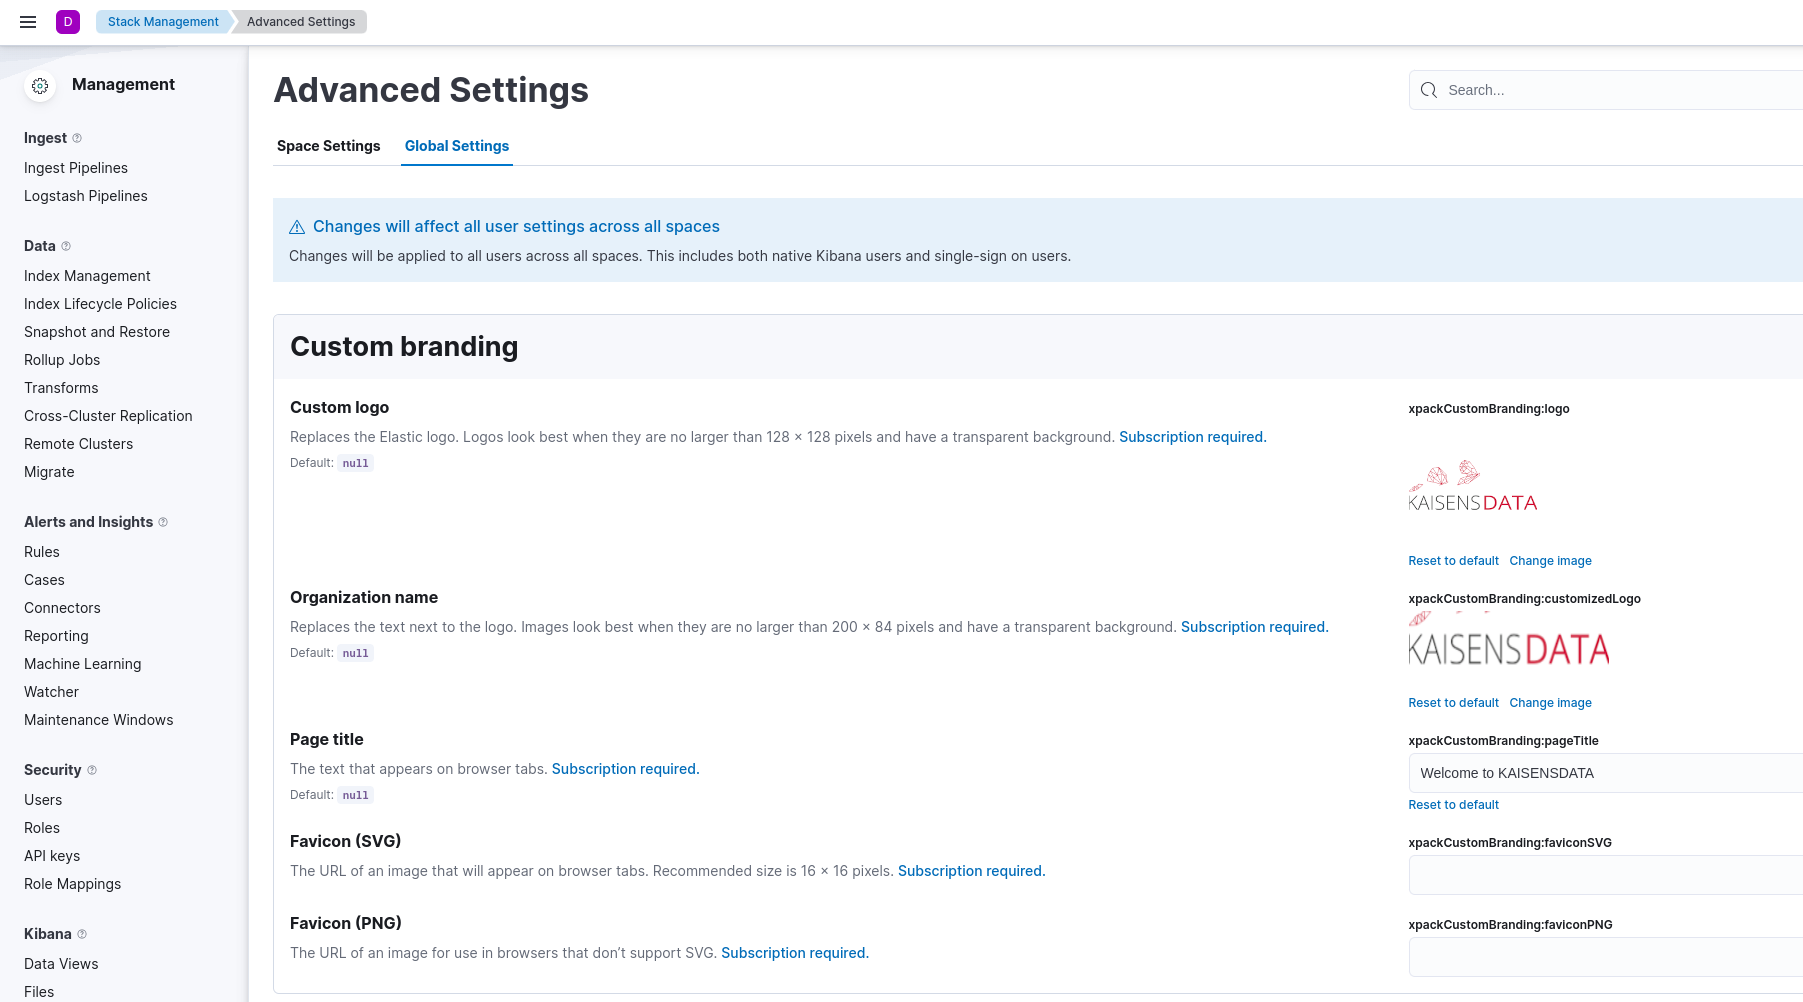 D
Stack Management
Advanced Settings
Management
Ingest
Ingest Pipelines
Logstash Pipelines
Data
Index Management
Index Lifecycle Policies
Snapshot and Restore
Rollup Jobs
Transforms
Cross-Cluster Replication
Remote Clusters
Migrate
Alerts and Insights
Rules
Cases
Connectors
Reporting
Machine Learning
Watcher
Maintenance Windows
Security
Users
Roles
API keys
Role Mappings
Kibana
Data Views
Files
Advanced Settings
Search...
Space Settings
Global Settings
Changes will affect all user settings across all spaces
Changes will be applied to all users across all spaces. This includes both native Kibana users and single-sign on users.
Custom branding
Custom logo
Replaces the Elastic logo. Logos look best when they are no larger than 128 × 128 pixels and have a transparent background. Subscription required.
Default: null
xpackCustomBranding:logo
KAISENSDATA
Reset to default Change image
Organization name
Replaces the text next to the logo. Images look best when they are no larger than 200 × 84 pixels and have a transparent background. Subscription required.
Default: null
xpackCustomBranding:customizedLogo
KAISENSDATA
Reset to default Change image
Page title
The text that appears on browser tabs. Subscription required.
Default: null
xpackCustomBranding:pageTitle
Welcome to KAISENSDATA
Reset to default
Favicon (SVG)
The URL of an image that will appear on browser tabs. Recommended size is 16 × 16 pixels. Subscription required.
xpackCustomBranding:faviconSVG
Favicon (PNG)
The URL of an image for use in browsers that don’t support SVG. Subscription required.
xpackCustomBranding:faviconPNG